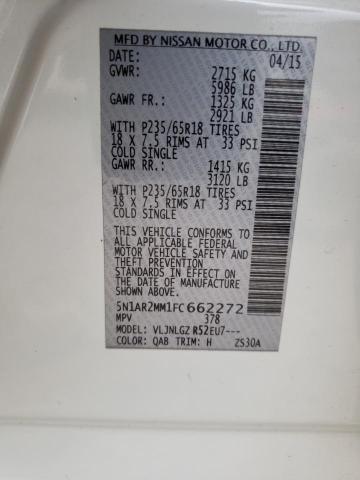 MFD BY NISSAN MOTOR CO., LTD.
04/15
GVWR: 2715 KG
5986 LB
GAWR FR.: 1325 KG
2921 LB
WITH P235/65R18 TIRES
18 X 7.5 RIMS AT 33 PSI
COLD SINGLE
GAWR RR.: 1415 KG
3120 LB
WITH P235/65R18 TIRES
18 X 7.5 RIMS AT 33 PSI
COLD SINGLE
THIS VEHICLE CONFORMS TO
ALL APPLICABLE FEDERAL
MOTOR VEHICLE SAFETY AND
THEFT PREVENTION
STANDARDS IN EFFECT ON
THE DATE OF MANUFACTURE
SHOWN ABOVE.
5N1AR2MM1FC662272
MPV 378
MODEL: VLJNLGZ R52EU7---
COLOR: QAB TRIM: H ZS30A